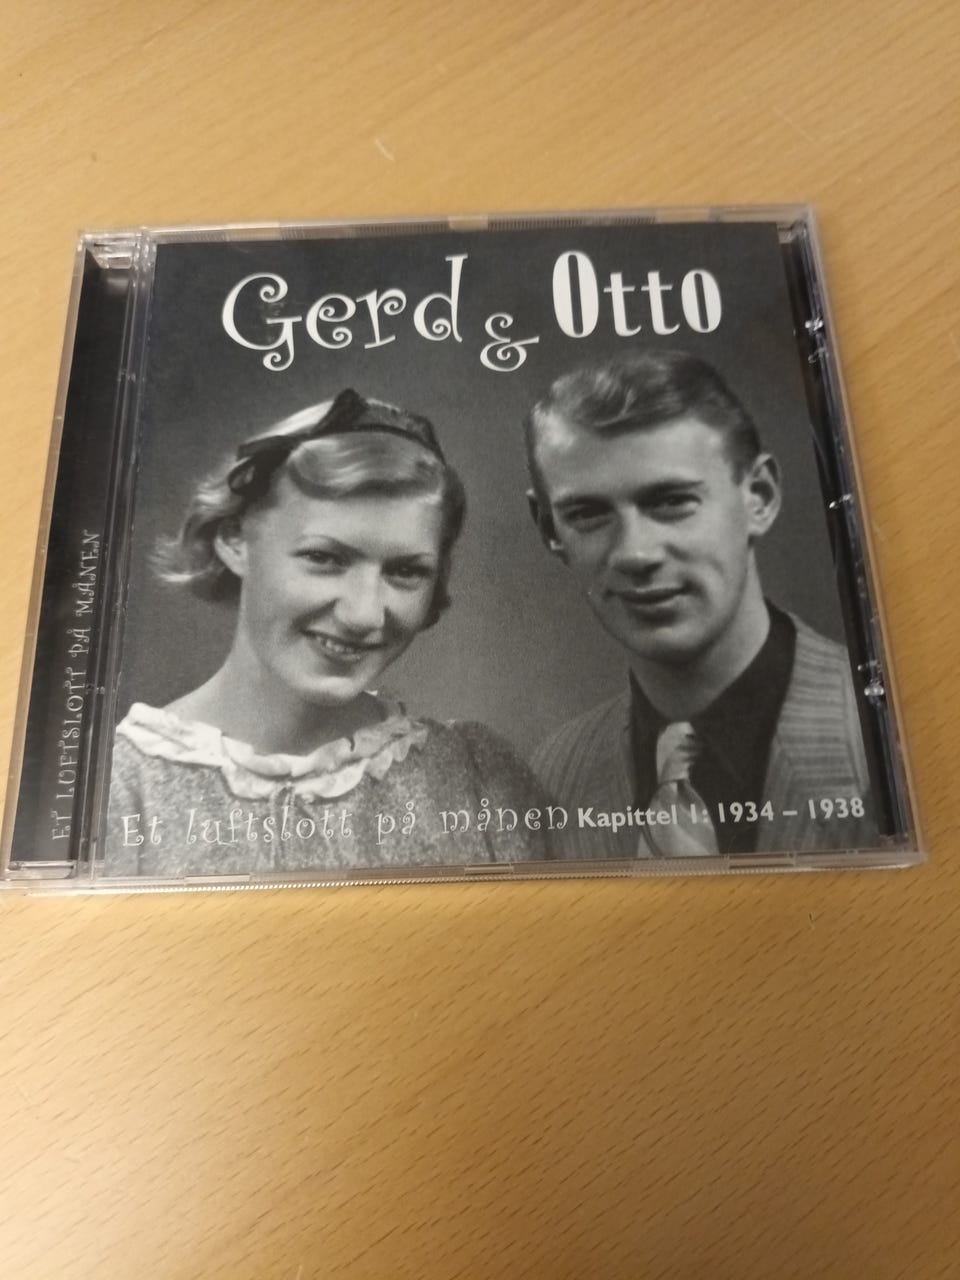 Gerd & Otto
Et luftslott på månen Kapittel 1: 1934 – 1938
ET LUFTSLOTT PÅ MÅNEN